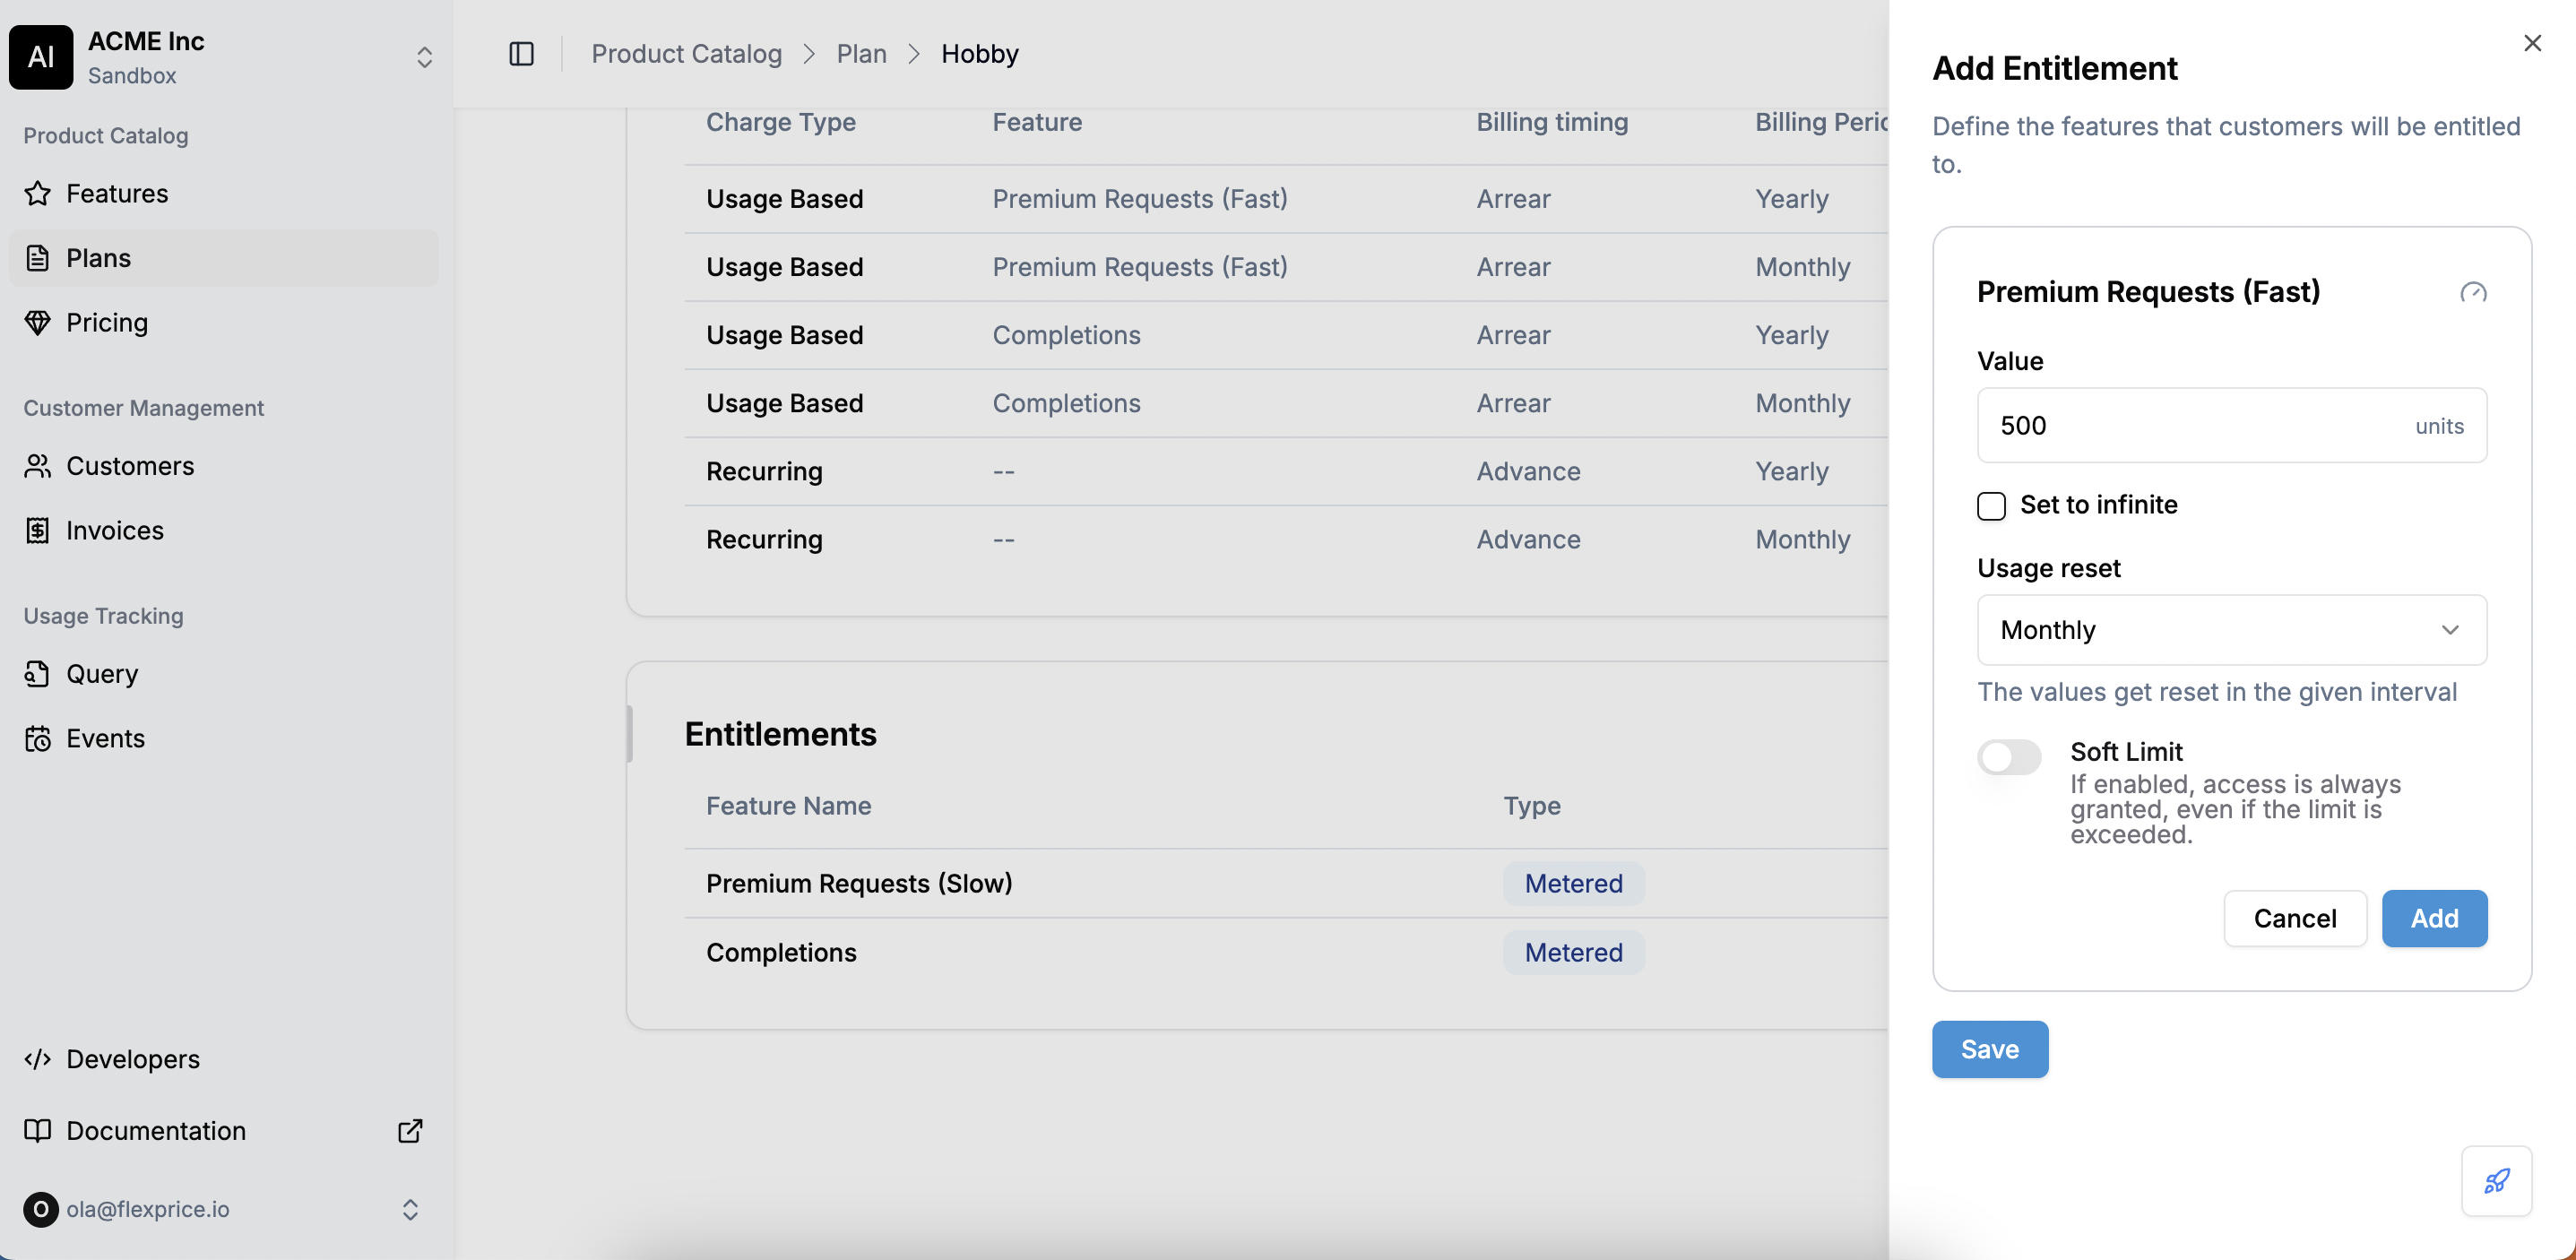 AI
ACME Inc
Sandbox
Product Catalog
Features
Plans
Pricing
Customer Management
Customers
Invoices
Usage Tracking
Query
Events
Developers
Documentation
O ola@flexprice.io
Product Catalog > Plan > Hobby
Charge Type Feature Billing timing
Usage Based Premium Requests (Fast) Arrear Yearly
Usage Based Premium Requests (Fast) Arrear Monthly
Usage Based Completions Arrear Yearly
Usage Based Completions Arrear Monthly
Recurring -- Advance Yearly
Recurring -- Advance Monthly
Entitlements
Feature Name Type
Premium Requests (Slow) Metered
Completions Metered
Add Entitlement
Define the features that customers will be entitled
to.
Premium Requests (Fast)
Value
500 units
Set to infinite
Usage reset
Monthly
The values get reset in the given interval
Soft Limit
If enabled, access is always
granted, even if the limit is
exceeded.
Cancel Add
Save